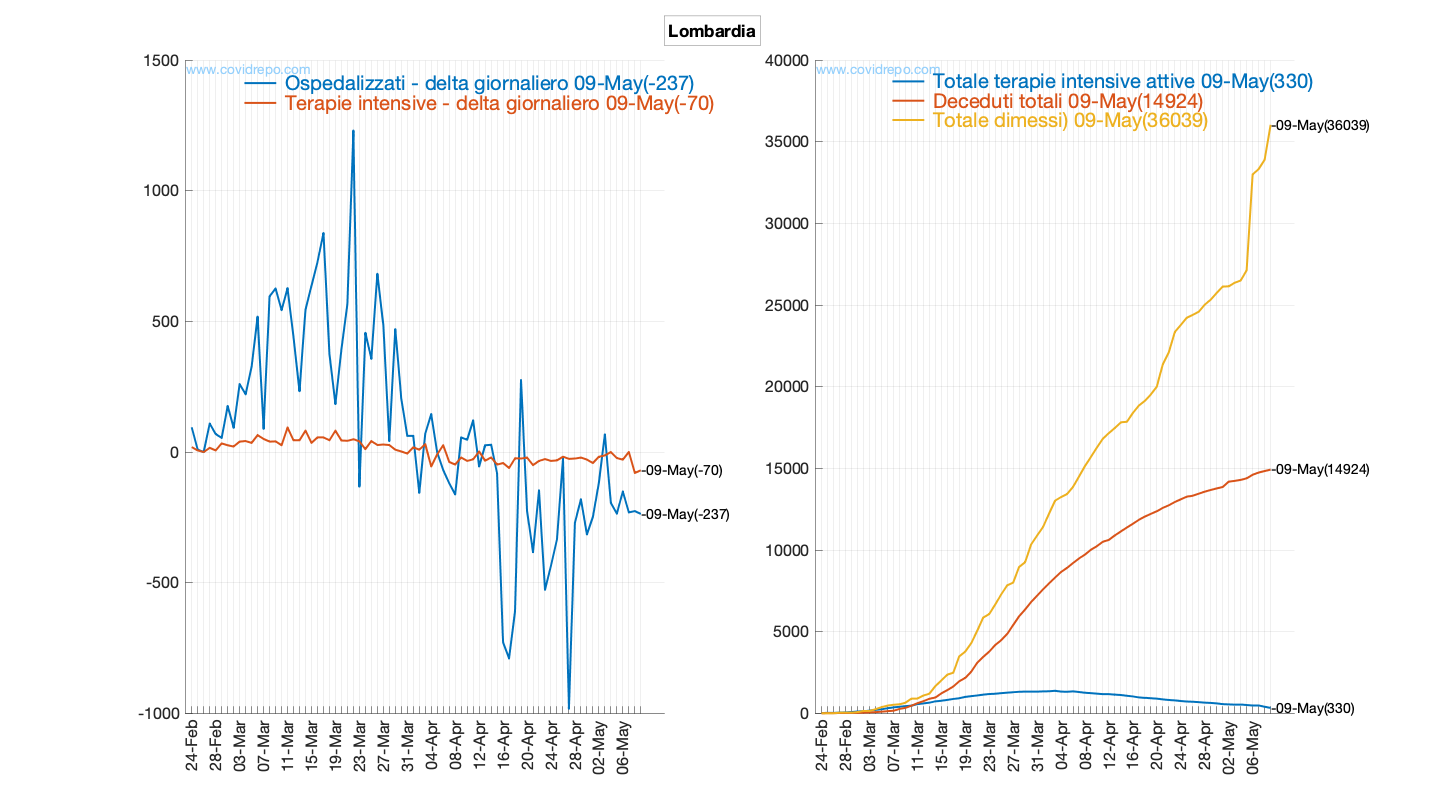 Lombardia
www.covidrepo.com
Ospedalizzati - delta giornaliero 09-May(-237)
Terapie intensive - delta giornaliero 09-May(-70)
1500
1000
500
0
-500
-1000
-09-May(-70)
-09-May(-237)
24-Feb
28-Feb
03-Mar
07-Mar
11-Mar
15-Mar
19-Mar
23-Mar
27-Mar
31-Mar
04-Apr
08-Apr
12-Apr
16-Apr
20-Apr
24-Apr
28-Apr
02-May
06-May
www.covidrepo.com
Totale terapie intensive attive 09-May(330)
Deceduti totali 09-May(14924)
Totale dimessi) 09-May(36039)
40000
35000
30000
25000
20000
15000
10000
5000
0
-09-May(36039)
-09-May(14924)
-09-May(330)
24-Feb
28-Feb
03-Mar
07-Mar
11-Mar
15-Mar
19-Mar
23-Mar
27-Mar
31-Mar
04-Apr
08-Apr
12-Apr
16-Apr
20-Apr
24-Apr
28-Apr
02-May
06-May